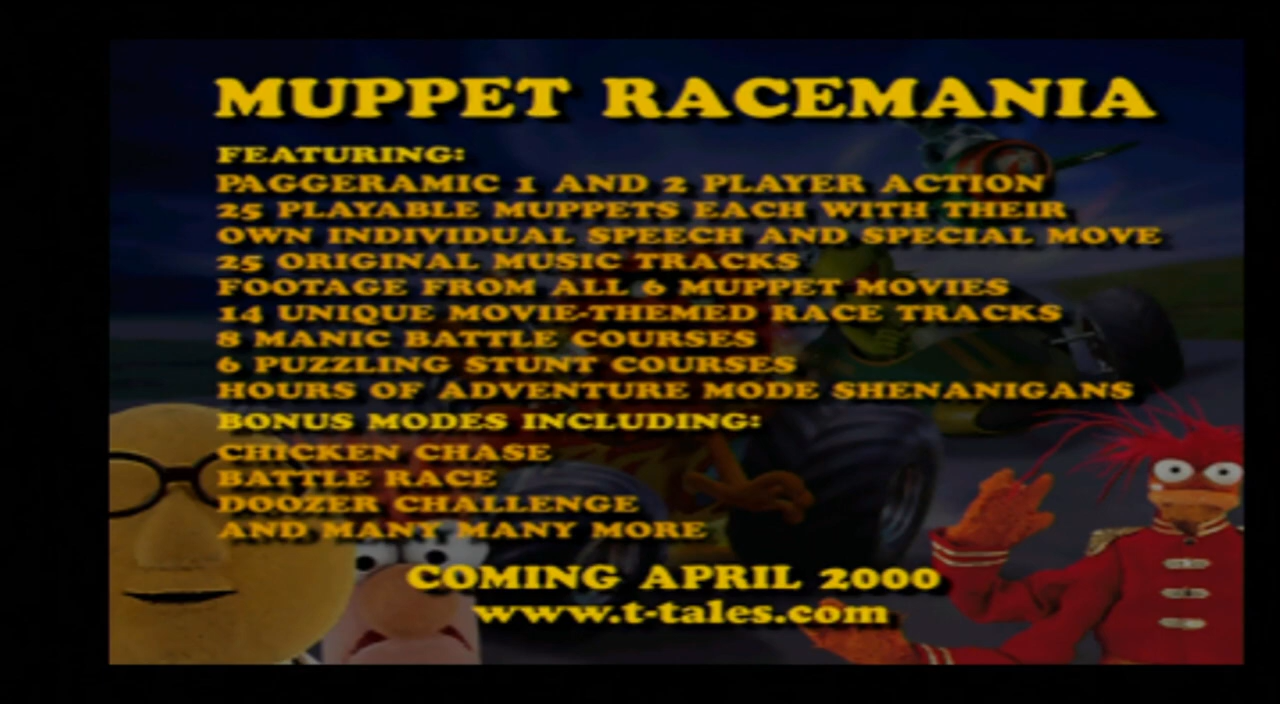 MUPPET RACEMANIA
FEATURING:
PAGGERAMIC 1 AND 2 PLAYER ACTION
25 PLAYABLE MUPPETS EACH WITH THEIR
OWN INDIVIDUAL SPEECH AND SPECIAL MOVE
25 ORIGINAL MUSIC TRACKS
FOOTAGE FROM ALL 6 MUPPET MOVIES
14 UNIQUE MOVIE-THEMED RACE TRACKS
8 MANIC BATTLE COURSES
6 PUZZLING STUNT COURSES
HOURS OF ADVENTURE MODE SHENANIGANS
BONUS MODES INCLUDING:
CHICKEN CHASE
BATTLE RACE
DOOZER CHALLENGE
AND MANY MANY MORE
COMING APRIL 2000
www.t-tales.com